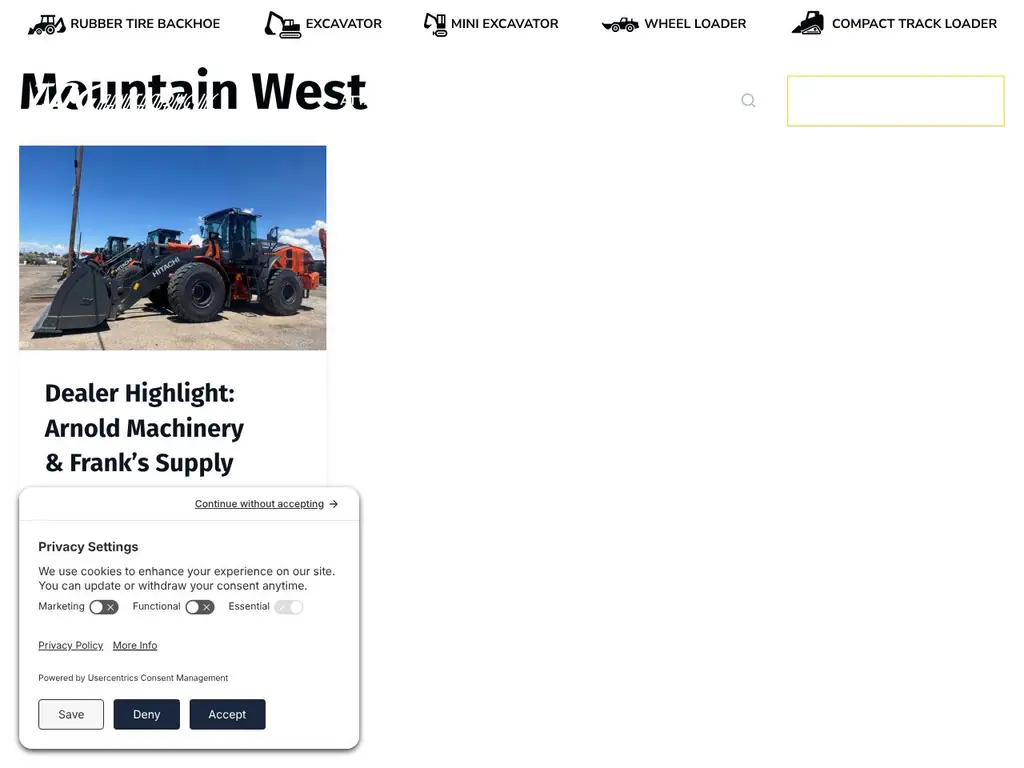 RUBBER TIRE BACKHOE
EXCAVATOR
MINI EXCAVATOR
WHEEL LOADER
COMPACT TRACK LOADER
Mountain West
HITACHI
Dealer Highlight:
Arnold Machinery
& Frank’s Supply
Continue without accepting →
Privacy Settings
We use cookies to enhance your experience on our site.
You can update or withdraw your consent anytime.
Marketing Functional Essential
Privacy Policy More Info
Powered by Usercentrics Consent Management
Save Deny Accept